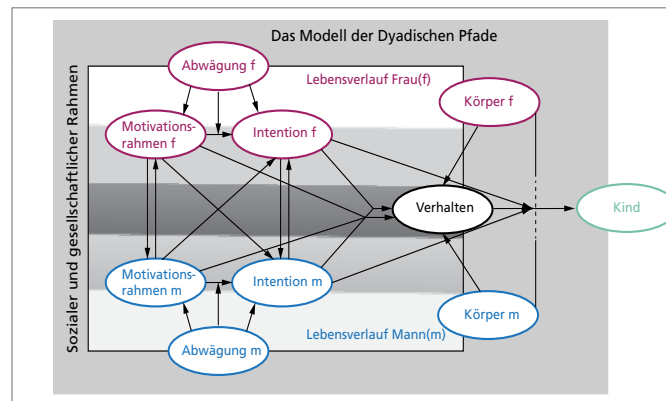 Das Modell der Dyadischen Pfade
Sozialer und gesellschaftlicher Rahmen
Abwägung f
Lebensverlauf Frau(f)
Körper f
Motivations-
rahmen f
Intention f
Verhalten
Kind
Motivations-
rahmen m
Intention m
Körper m
Lebensverlauf Mann(m)
Abwägung m